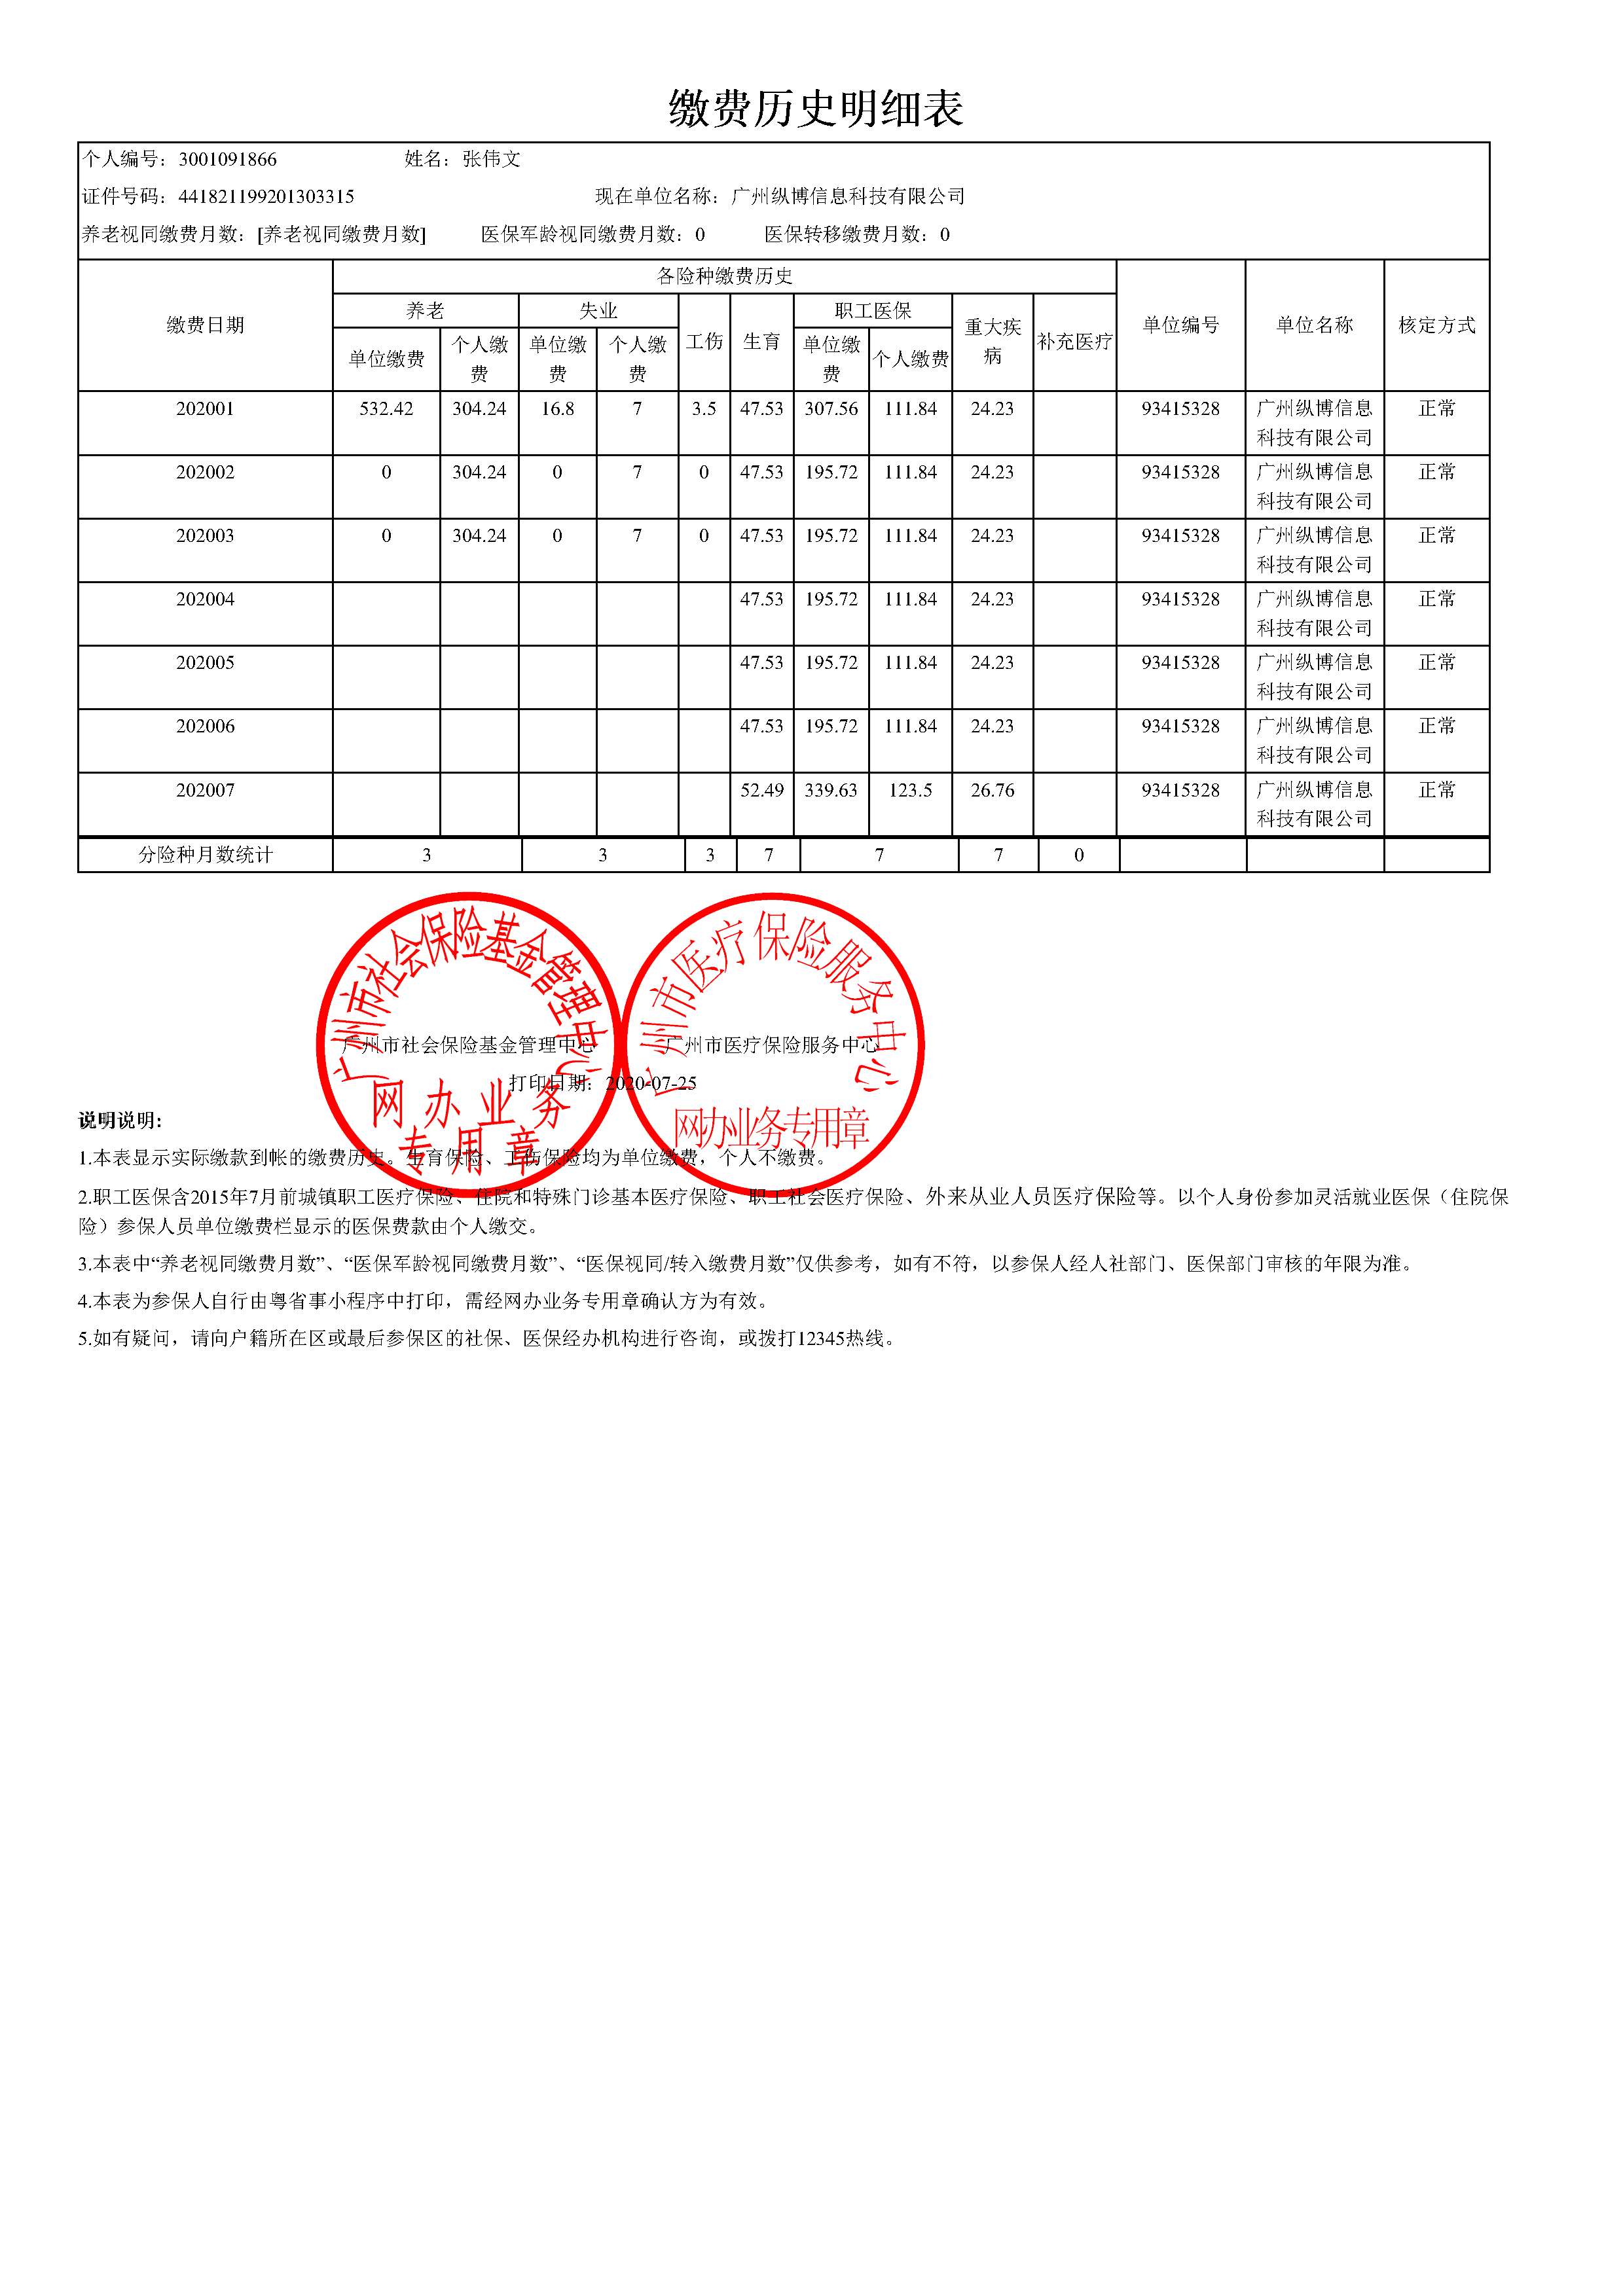 缴费历史明细表
个人编号：3001091866 姓名：张伟文
证件号码：441821199201303315 现在单位名称：广州纵博信息科技有限公司
养老视同缴费月数：[养老视同缴费月数] 医保军龄视同缴费月数：0 医保转移缴费月数：0
缴费日期 各险种缴费历史 单位编号 单位名称 核定方式
养老 失业 工伤 生育 职工医保 重大疾病 补充医疗
单位缴费 个人缴费 单位缴费 个人缴费 单位缴费 个人缴费
202001 532.42 304.24 16.8 7 3.5 47.53 307.56 111.84 24.23 93415328 广州纵博信息科技有限公司 正常
202002 0 304.24 0 7 0 47.53 195.72 111.84 24.23 93415328 广州纵博信息科技有限公司 正常
202003 0 304.24 0 7 0 47.53 195.72 111.84 24.23 93415328 广州纵博信息科技有限公司 正常
202004 47.53 195.72 111.84 24.23 93415328 广州纵博信息科技有限公司 正常
202005 47.53 195.72 111.84 24.23 93415328 广州纵博信息科技有限公司 正常
202006 47.53 195.72 111.84 24.23 93415328 广州纵博信息科技有限公司 正常
202007 52.49 339.63 123.5 26.76 93415328 广州纵博信息科技有限公司 正常
分险种月数统计 3 3 3 7 7 7 0
广州市社会保险基金管理中心 广州市医疗保险服务中心
广州市社会保险基金管理中心 广州市医疗保险服务中心
打印日期：2020-07-25
网办业务 网办业务专用章
专用章
说明说明：
1.本表显示实际缴款到帐的缴费历史。生育保险、工伤保险均为单位缴费，个人不缴费。
2.职工医保含2015年7月前城镇职工医疗保险、住院和特殊门诊基本医疗保险、职工社会医疗保险、外来从业人员医疗保险等。以个人身份参加灵活就业医保（住院保
险）参保人员单位缴费栏显示的医保费款由个人缴交。
3.本表中“养老视同缴费月数”、“医保军龄视同缴费月数”、“医保视同/转入缴费月数”仅供参考，如有不符，以参保人经人社部门、医保部门审核的年限为准。
4.本表为参保人自行由粤省事小程序中打印，需经网办业务专用章确认方为有效。
5.如有疑问，请向户籍所在区或最后参保区的社保、医保经办机构进行咨询，或拨打12345热线。